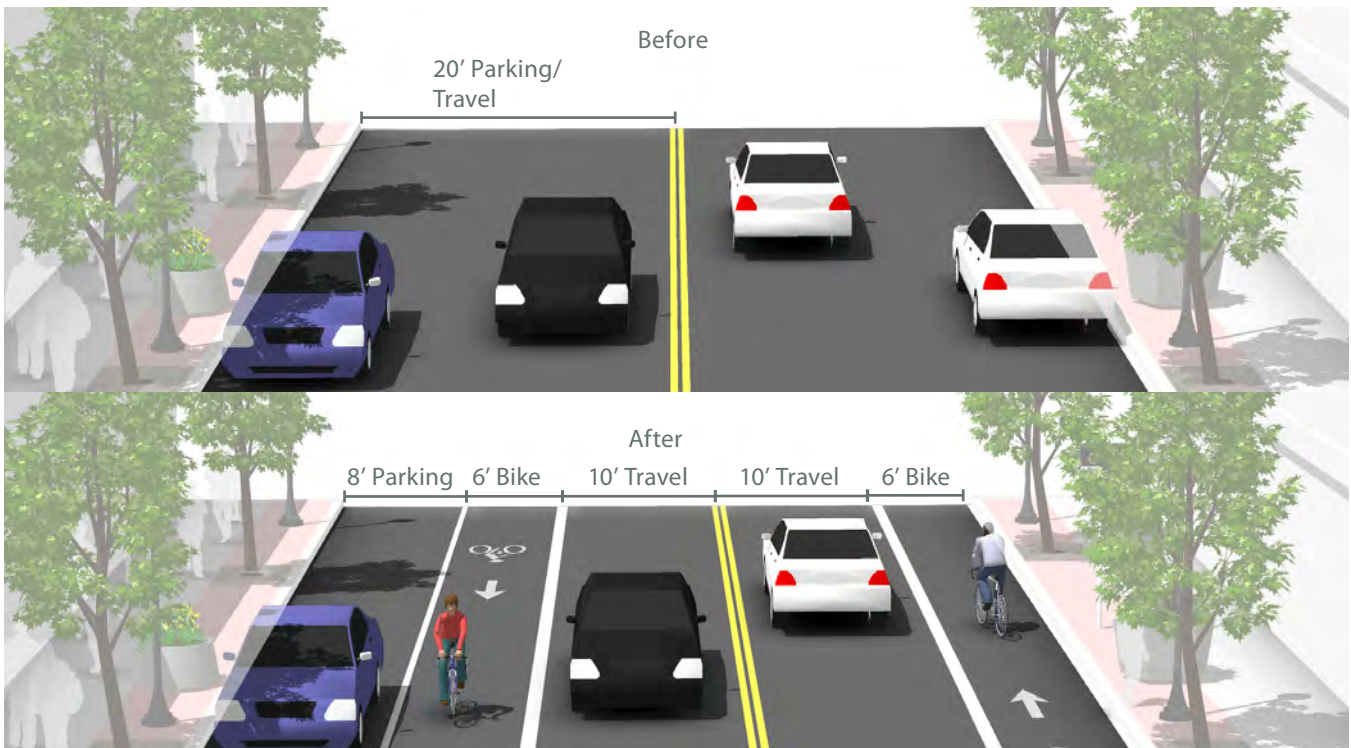 Before
20’ Parking/
Travel
After
8’ Parking 6’ Bike 10’ Travel 10’ Travel 6’ Bike